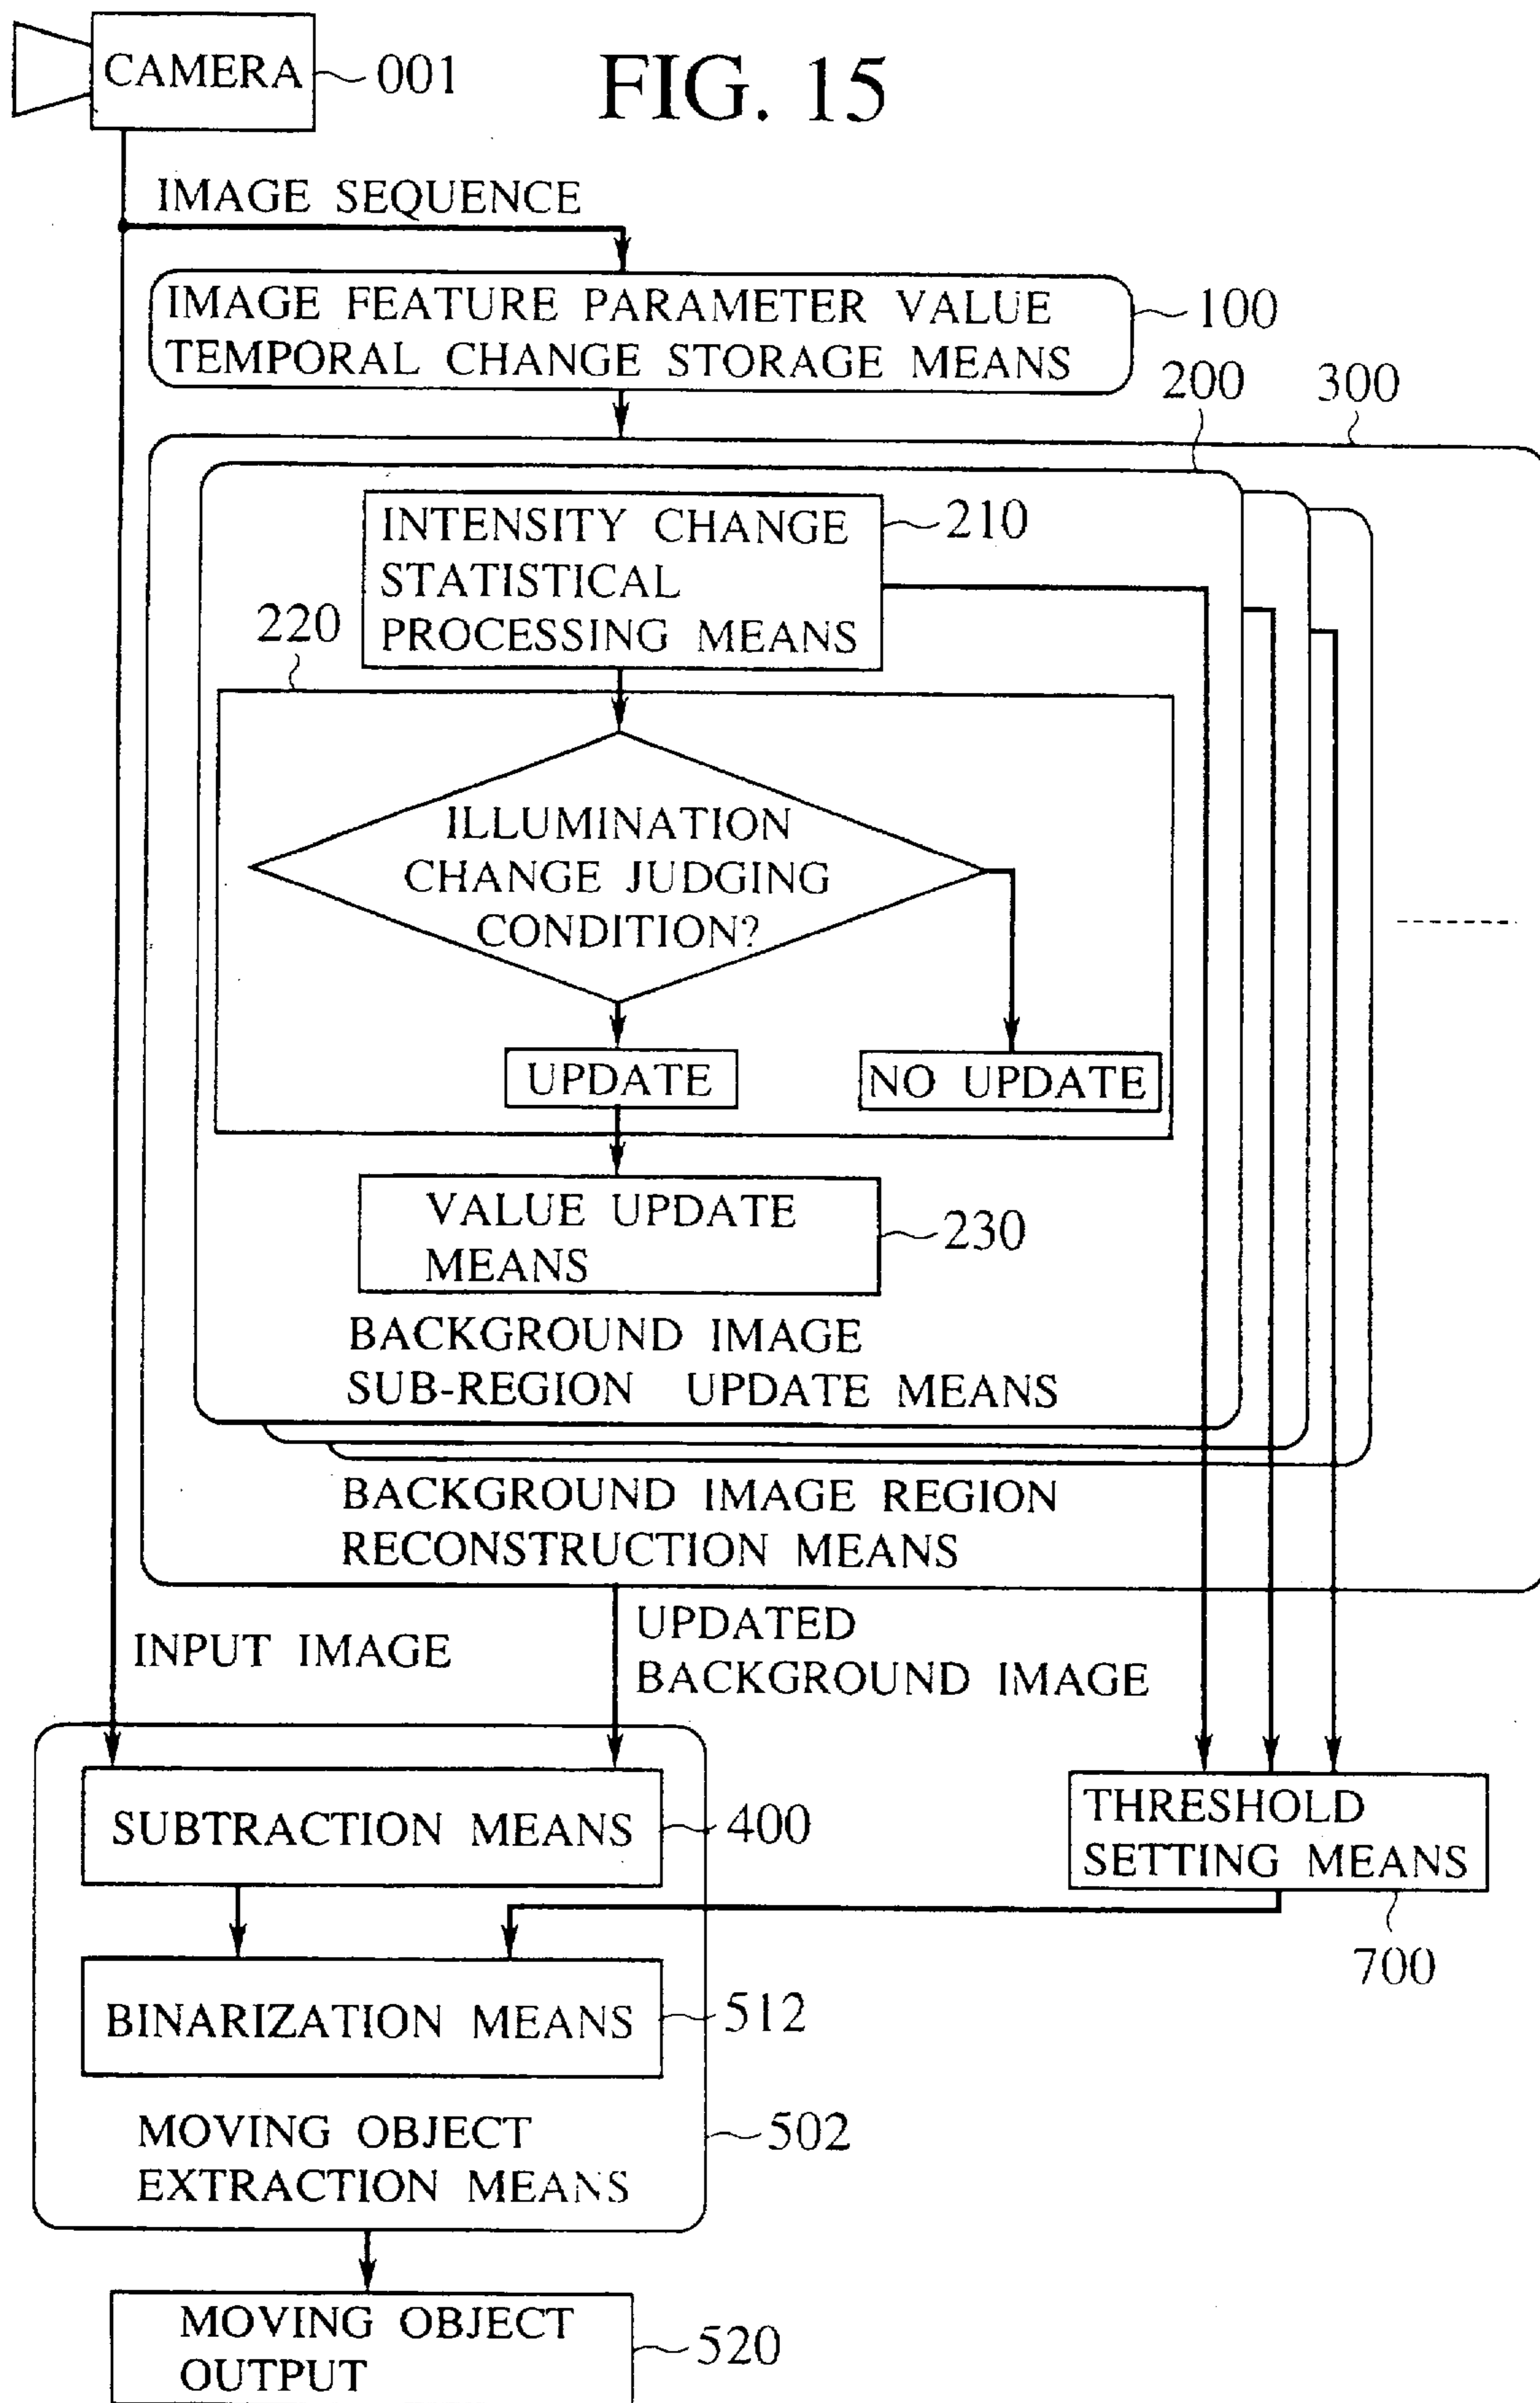 CAMERA
001
FIG. 15
IMAGE SEQUENCE
IMAGE FEATURE PARAMETER VALUE
TEMPORAL CHANGE STORAGE MEANS
100
200
300
INTENSITY CHANGE
STATISTICAL
PROCESSING MEANS
210
220
ILLUMINATION
CHANGE JUDGING
CONDITION?
UPDATE
NO UPDATE
VALUE UPDATE
MEANS
230
BACKGROUND IMAGE
SUB-REGION UPDATE MEANS
BACKGROUND IMAGE REGION
RECONSTRUCTION MEANS
INPUT IMAGE
UPDATED
BACKGROUND IMAGE
SUBTRACTION MEANS
400
THRESHOLD
SETTING MEANS
700
BINARIZATION MEANS
512
MOVING OBJECT
EXTRACTION MEANS
502
MOVING OBJECT
OUTPUT
520